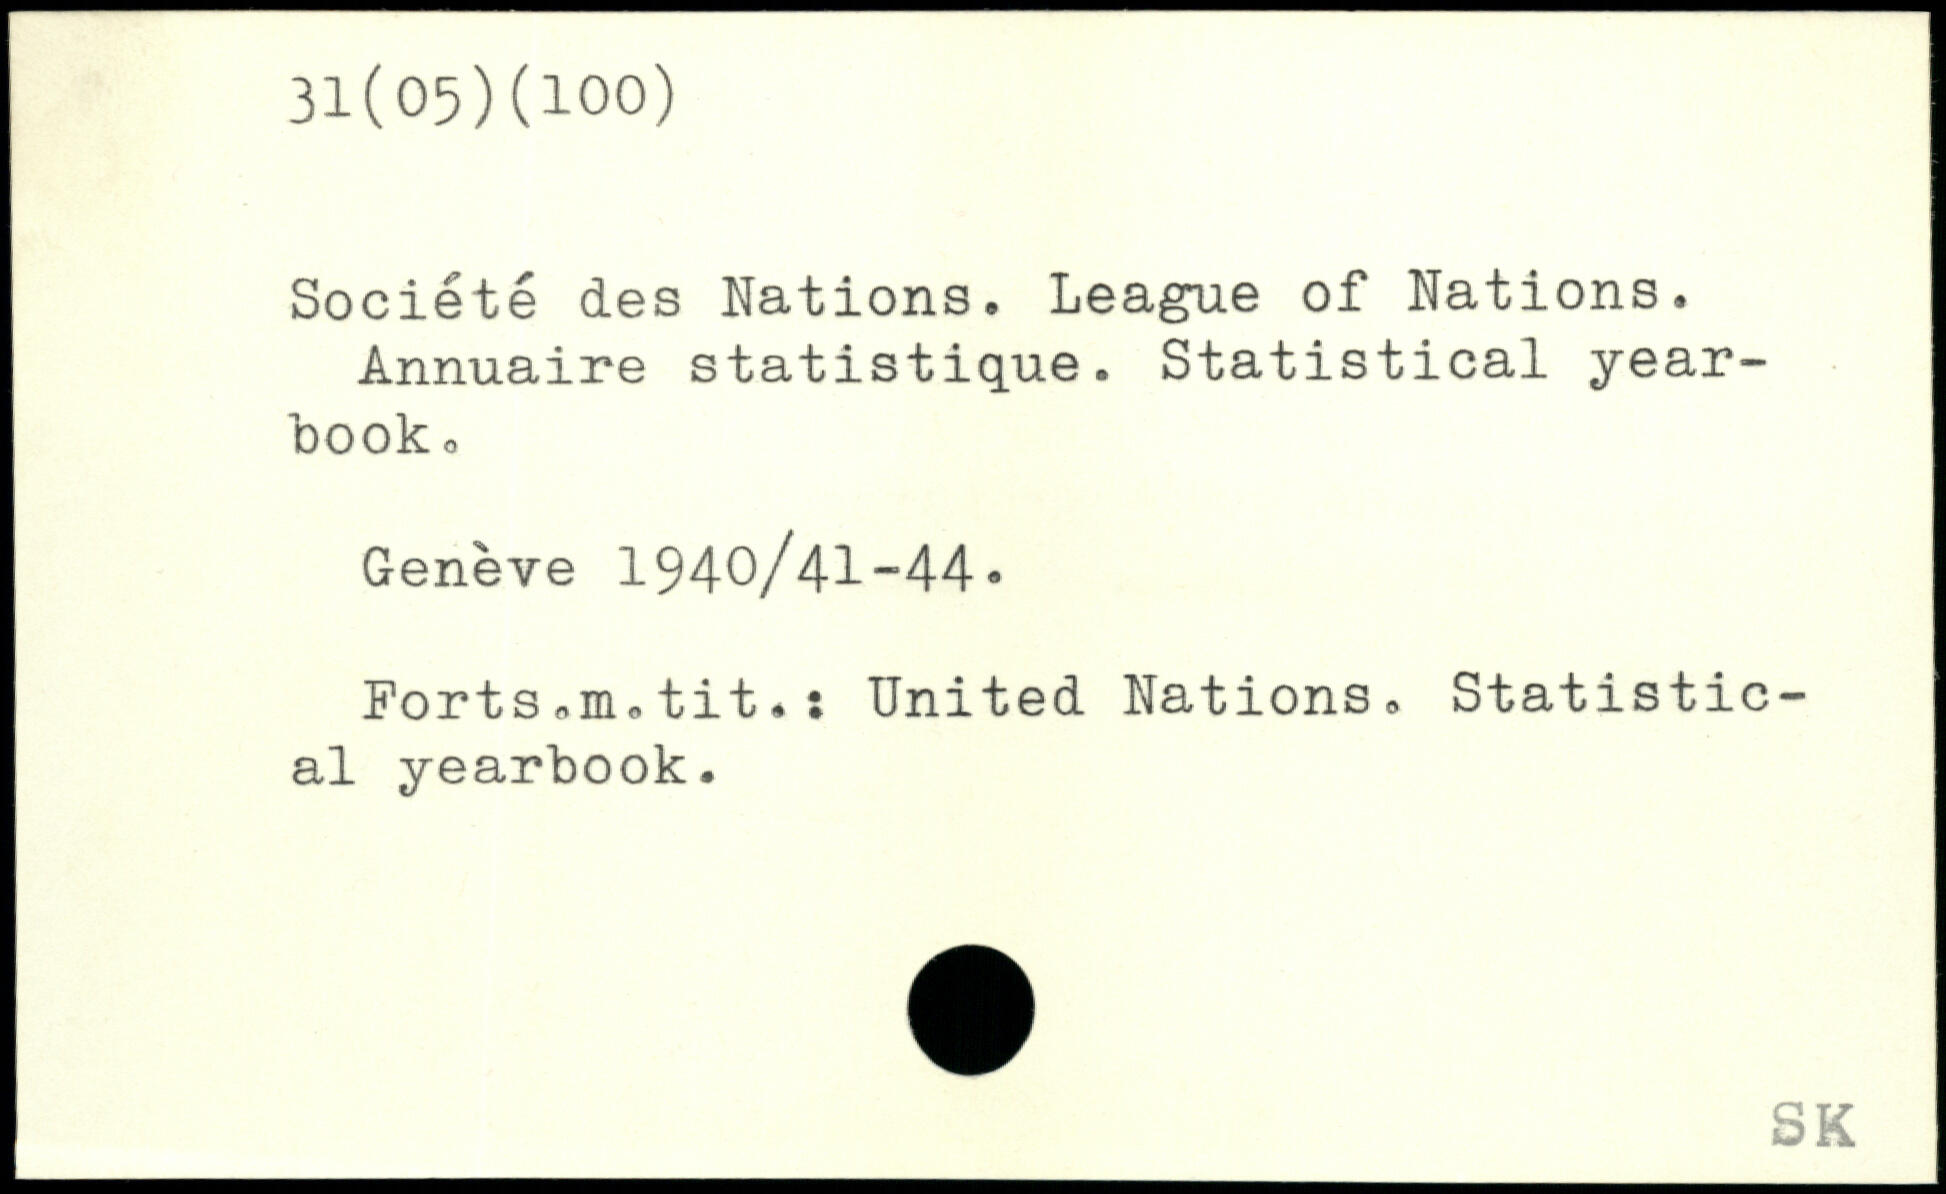 31(05)(100)
Société des Nations. League of Nations.
Annuaire statistique. Statistical year-
book.
Genève 1940/41-44.
Forts.m.tit.: United Nations. Statistic-
al yearbook.
SK